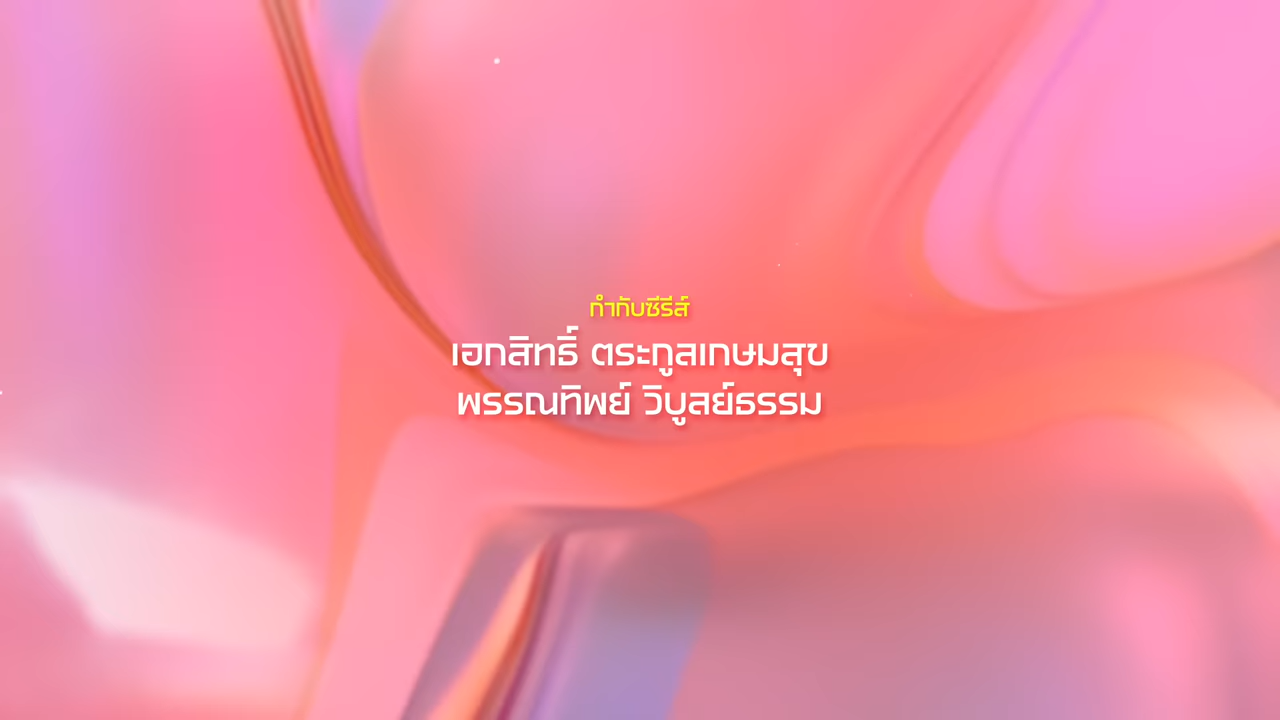 กำกับซีรีส์
เอกสิทธิ์ ตระกูลเกษมสุข
พรรณทิพย์ วิบูลย์ธรรม